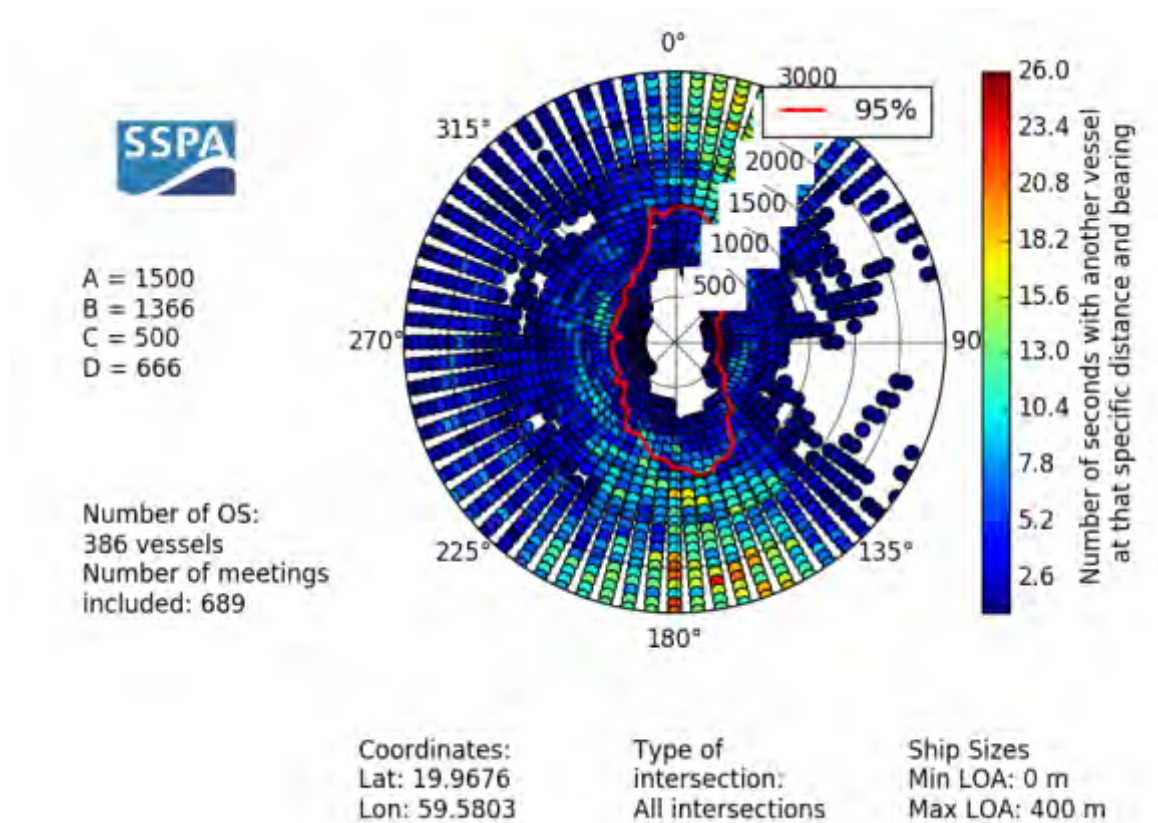 0°
3000
26.0
95%
SSPA
315°
23.4
2000
20.8
1500
18.2
1000
500
15.6
A = 1500
B = 1366
C = 500
D = 666
270°
90
13.0
10.4
7.8
5.2
2.6
Number of seconds with another vessel
at that specific distance and bearing
Number of OS:
386 vessels
Number of meetings
included: 689
225°
135°
180°
Coordinates:
Lat: 19.9676
Lon: 59.5803
Type of
intersection:
All intersections
Ship Sizes
Min LOA: 0 m
Max LOA: 400 m